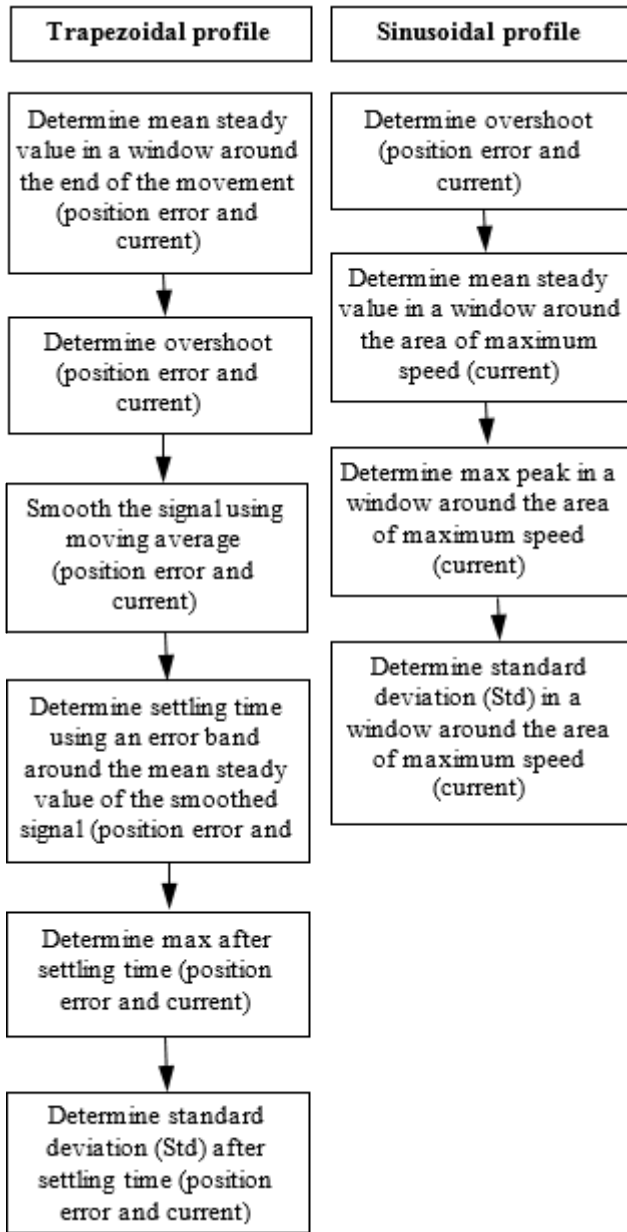 Trapezoidal profile
Determine mean steady
value in a window around
the end of the movement
(position error and
current)
Determine overshoot
(position error and
current)
Smooth the signal using
moving average
(position error and
current)
Determine settling time
using an error band
around the mean steady
value of the smoothed
signal (position error and
Determine max after
settling time (position
error and current)
Determine standard
deviation (Std) after
settling time (position
error and current)
Sinusoidal profile
Determine overshoot
(position error and
current)
Determine mean steady
value in a window around
the area of maximum
speed (current)
Determine max peak in a
window around the area
of maximum speed
(current)
Determine standard
deviation (Std) in a
window around the area
of maximum speed
(current)